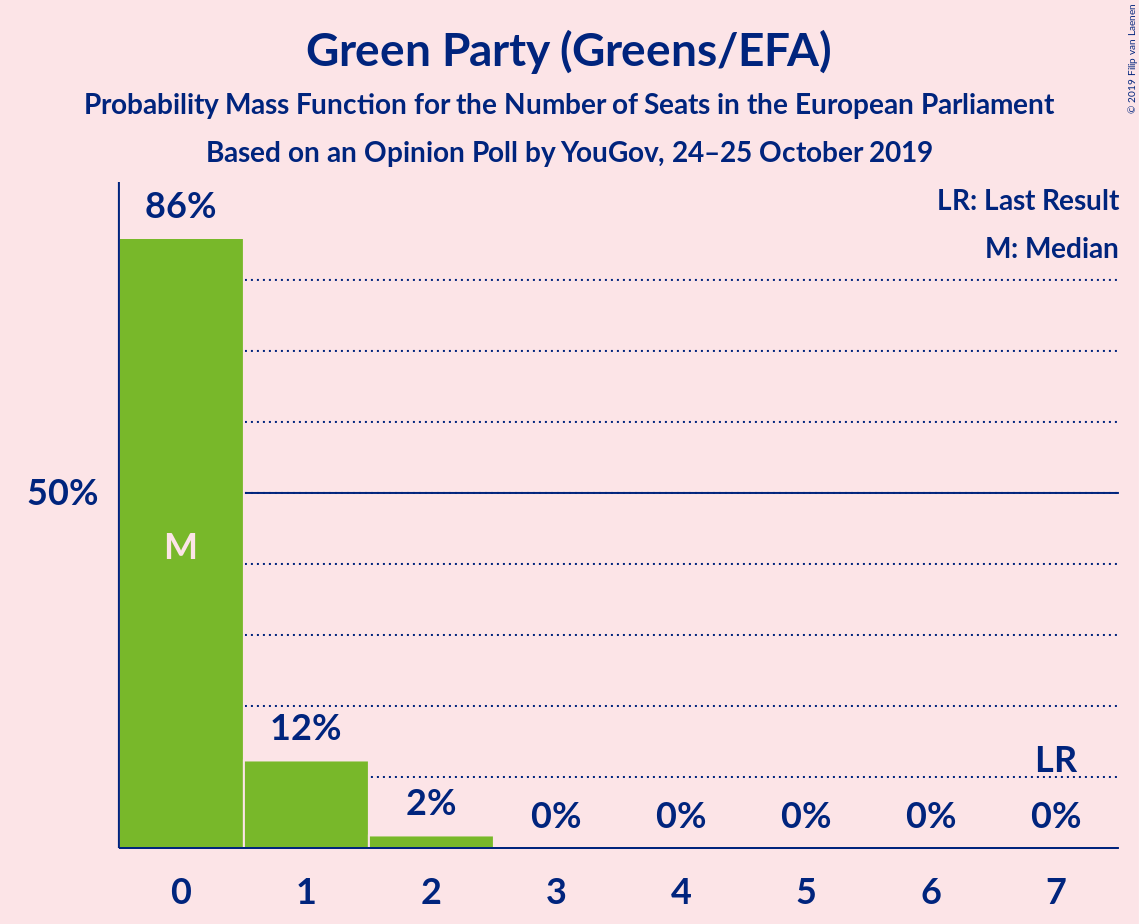 Green Party (Greens/EFA)
Probability Mass Function for the Number of Seats in the European Parliament
Based on an Opinion Poll by YouGov, 24–25 October 2019
© 2019 Filip van Laenen
LR: Last Result
M: Median
86%
50%
M
12%
2%
0%
0%
0%
0%
LR
0%
0 1 2 3 4 5 6 7